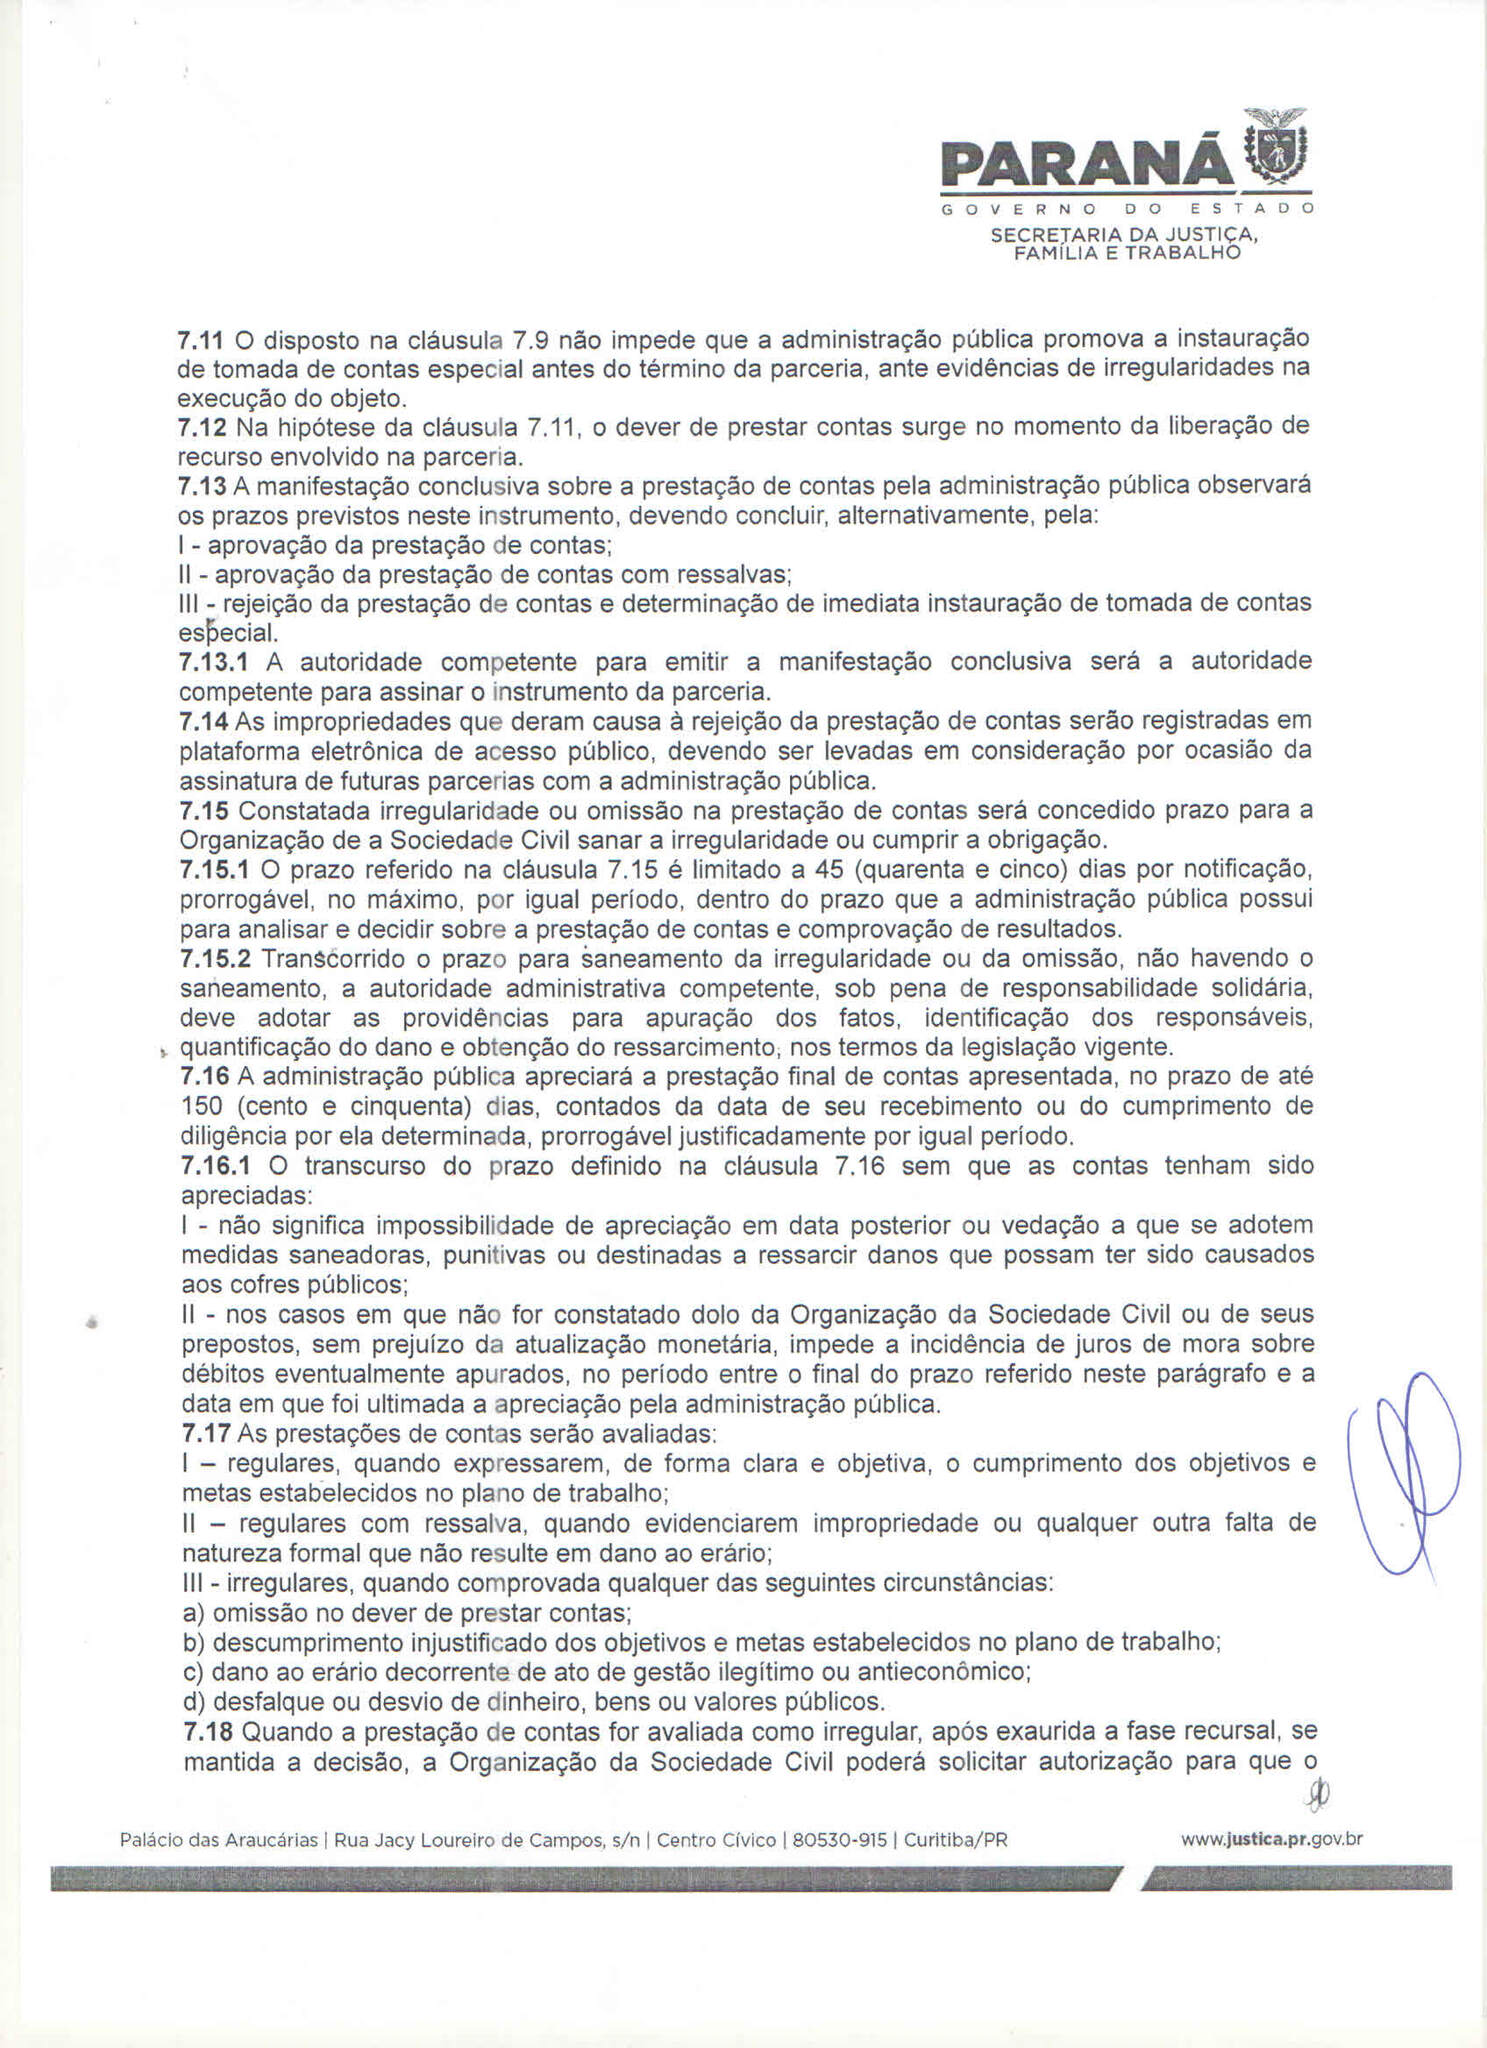 PARANÁ
GOVERNO DO ESTADO
SECRETARIA DA JUSTIÇA,
FAMÍLIA E TRABALHO
7.11 O disposto na cláusula 7.9 não impede que a administração pública promova a instauração
de tomada de contas especial antes do término da parceria, ante evidências de irregularidades na
execução do objeto.
7.12 Na hipótese da cláusula 7.11, o dever de prestar contas surge no momento da liberação de
recurso envolvido na parceria.
7.13 A manifestação conclusiva sobre a prestação de contas pela administração pública observará
os prazos previstos neste instrumento, devendo concluir, alternativamente, pela:
I - aprovação da prestação de contas;
II - aprovação da prestação de contas com ressalvas;
III - rejeição da prestação de contas e determinação de imediata instauração de tomada de contas
especial.
7.13.1 A autoridade competente para emitir a manifestação conclusiva será a autoridade
competente para assinar o instrumento da parceria.
7.14 As impropriedades que deram causa à rejeição da prestação de contas serão registradas em
plataforma eletrônica de acesso público, devendo ser levadas em consideração por ocasião da
assinatura de futuras parcerias com a administração pública.
7.15 Constatada irregularidade ou omissão na prestação de contas será concedido prazo para a
Organização de a Sociedade Civil sanar a irregularidade ou cumprir a obrigação.
7.15.1 O prazo referido na cláusula 7.15 é limitado a 45 (quarenta e cinco) dias por notificação,
prorrogável, no máximo, por igual período, dentro do prazo que a administração pública possui
para analisar e decidir sobre a prestação de contas e comprovação de resultados.
7.15.2 Transcorrido o prazo para saneamento da irregularidade ou da omissão, não havendo o
saneamento, a autoridade administrativa competente, sob pena de responsabilidade solidária,
deve adotar as providências para apuração dos fatos, identificação dos responsáveis,
quantificação do dano e obtenção do ressarcimento, nos termos da legislação vigente.
7.16 A administração pública apreciará a prestação final de contas apresentada, no prazo de até
150 (cento e cinquenta) dias, contados da data de seu recebimento ou do cumprimento de
diligência por ela determinada, prorrogável justificadamente por igual período.
7.16.1 O transcurso do prazo definido na cláusula 7.16 sem que as contas tenham sido
apreciadas:
I - não significa impossibilidade de apreciação em data posterior ou vedação a que se adotem
medidas saneadoras, punitivas ou destinadas a ressarcir danos que possam ter sido causados
aos cofres públicos;
II - nos casos em que não for constatado dolo da Organização da Sociedade Civil ou de seus
prepostos, sem prejuízo da atualização monetária, impede a incidência de juros de mora sobre
débitos eventualmente apurados, no período entre o final do prazo referido neste parágrafo e a
data em que foi ultimada a apreciação pela administração pública.
7.17 As prestações de contas serão avaliadas:
I – regulares, quando expressarem, de forma clara e objetiva, o cumprimento dos objetivos e
metas estabelecidos no plano de trabalho;
II – regulares com ressalva, quando evidenciarem impropriedade ou qualquer outra falta de
natureza formal que não resulte em dano ao erário;
III - irregulares, quando comprovada qualquer das seguintes circunstâncias:
a) omissão no dever de prestar contas;
b) descumprimento injustificado dos objetivos e metas estabelecidos no plano de trabalho;
c) dano ao erário decorrente de ato de gestão ilegítimo ou antieconômico;
d) desfalque ou desvio de dinheiro, bens ou valores públicos.
7.18 Quando a prestação de contas for avaliada como irregular, após exaurida a fase recursal, se
mantida a decisão, a Organização da Sociedade Civil poderá solicitar autorização para que o
Palácio das Araucárias | Rua Jacy Loureiro de Campos, s/n | Centro Cívico | 80530-915 | Curitiba/PR
www.justica.pr.gov.br